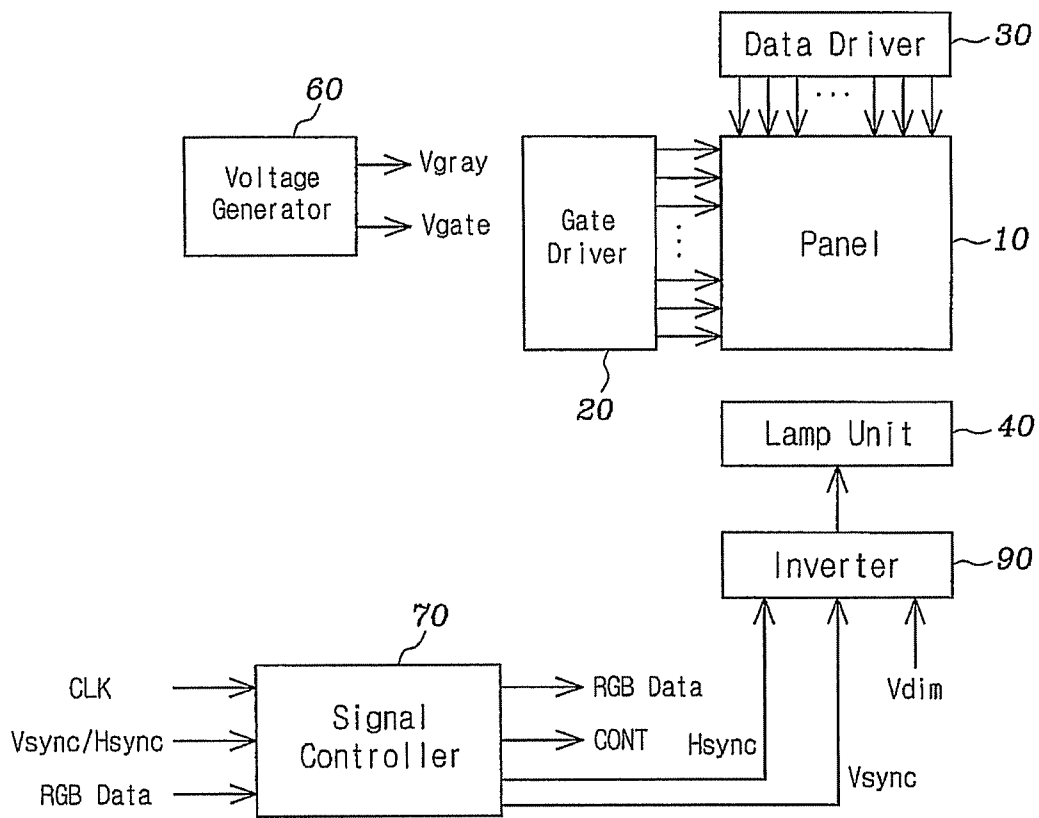 Data Driver
30
60
Voltage
Generator
Vgray
Vgate
Gate
Driver
...
...
Panel
10
20
Lamp Unit
40
Inverter
90
70
CLK
Vsync/Hsync
RGB Data
Signal
Controller
RGB Data
CONT
Hsync
Vsync
Vdim